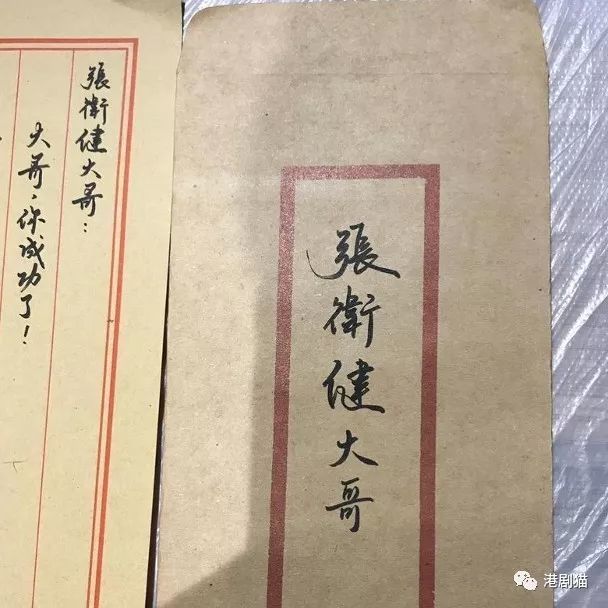 張衛健大哥：
大哥，你成功了！
張衛健大哥
港剧猫